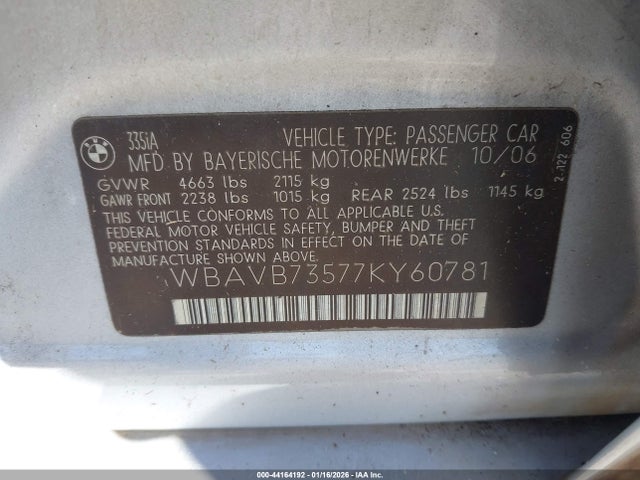 BMW
335iA
VEHICLE TYPE: PASSENGER CAR
MFD BY BAYERISCHE MOTORENWERKE 10/06
GVWR 4663 lbs 2115 kg
GAWR FRONT 2238 lbs 1015 kg REAR 2524 lbs 1145 kg
THIS VEHICLE CONFORMS TO ALL APPLICABLE U.S.
FEDERAL MOTOR VEHICLE SAFETY, BUMPER AND THEFT
PREVENTION STANDARDS IN EFFECT ON THE DATE OF
MANUFACTURE SHOWN ABOVE.
WBAVB73577KY60781
2-122 606
000-44164192 | 01/16/2026 | IAA Inc.